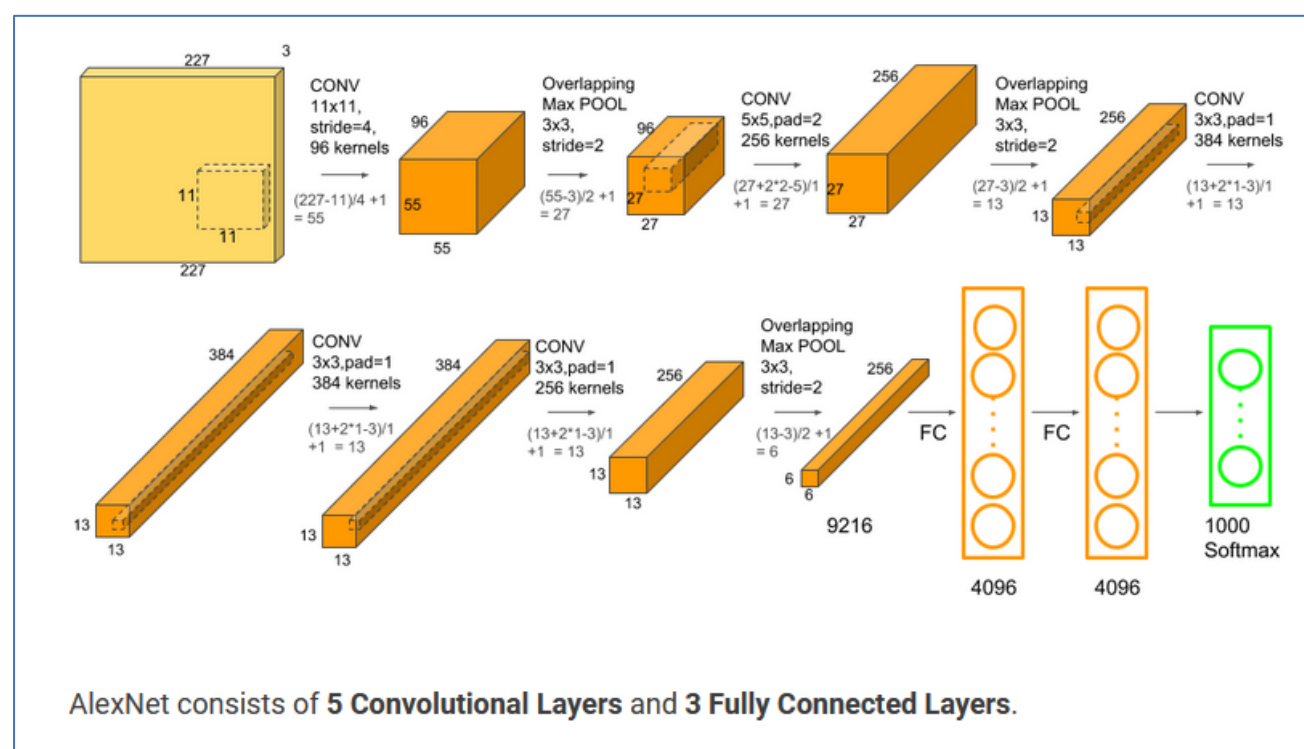 227
3
CONV
11x11,
stride=4,
96 kernels
(227-11)/4 +1
= 55
11
11
227
96
55
55
Overlapping
Max POOL
3x3,
stride=2
(55-3)/2 +1
= 27
96
27
27
CONV
5x5,pad=2
256 kernels
(27+2*2-5)/1
+1 = 27
256
27
27
Overlapping
Max POOL
3x3,
stride=2
(27-3)/2 +1
= 13
256
13
13
CONV
3x3,pad=1
384 kernels
(13+2*1-3)/1
+1 = 13
384
13
13
CONV
3x3,pad=1
384 kernels
(13+2*1-3)/1
+1 = 13
384
13
13
CONV
3x3,pad=1
256 kernels
(13+2*1-3)/1
+1 = 13
256
13
13
Overlapping
Max POOL
3x3,
stride=2
(13-3)/2 +1
= 6
256
6
6
9216
FC
4096
FC
4096
1000
Softmax
AlexNet consists of 5 Convolutional Layers and 3 Fully Connected Layers.